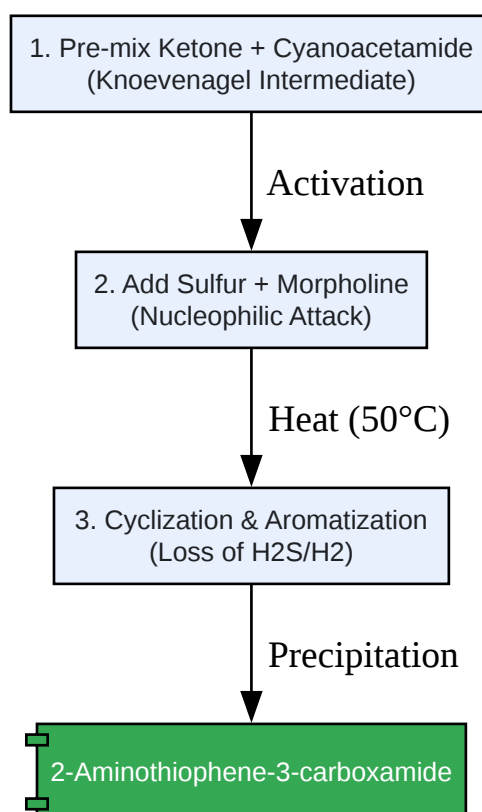 1. Pre-mix Ketone + Cyanoacetamide
(Knoevenagel Intermediate)
Activation
2. Add Sulfur + Morpholine
(Nucleophilic Attack)
Heat (50°C)
3. Cyclization & Aromatization
(Loss of H2S/H2)
Precipitation
2-Aminothiophene-3-carboxamide